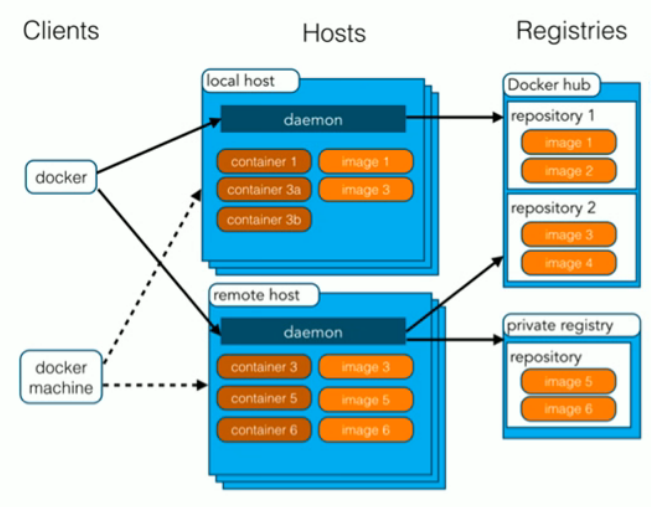 Clients
Hosts
Registries
local host
daemon
container 1
image 1
container 3a
image 3
container 3b
docker
docker
machine
remote host
daemon
container 3
image 3
container 5
image 5
container 6
image 6
Docker hub
repository 1
image 1
image 2
repository 2
image 3
image 4
private registry
repository
image 5
image 6